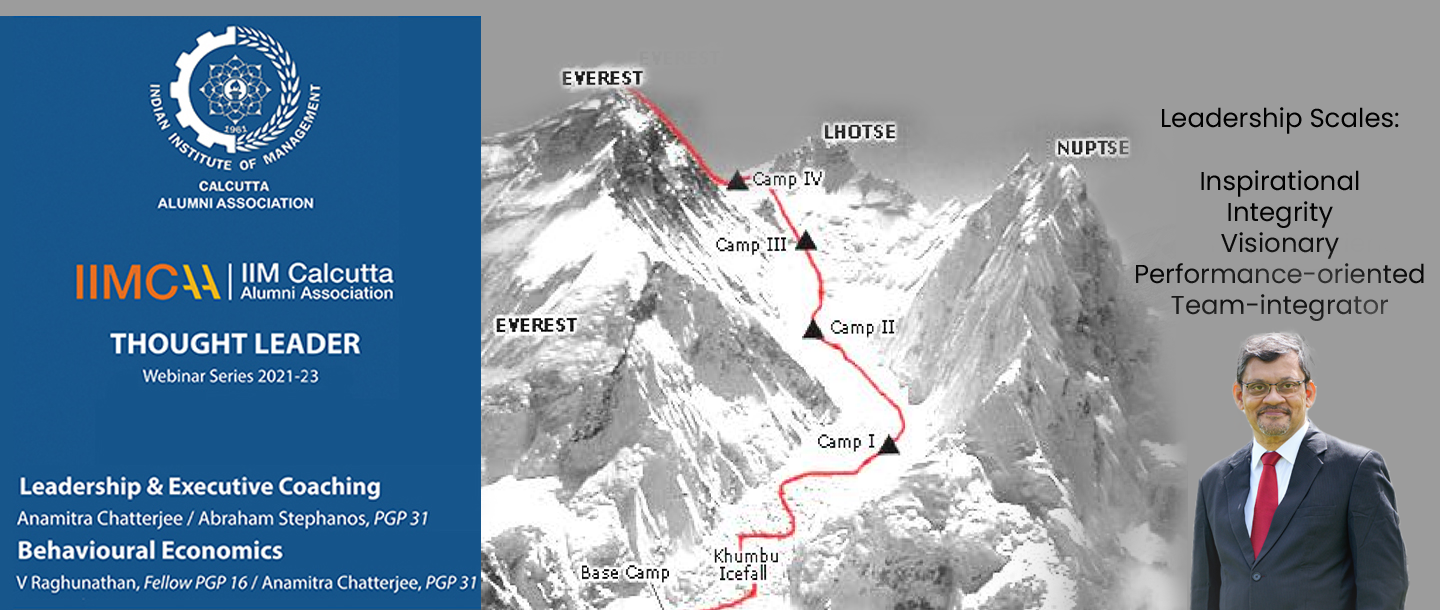 INDIAN INSTITUTE OF MANAGEMENT
1961
CALCUTTA
ALUMNI ASSOCIATION
IIMCAA | IIM Calcutta
Alumni Association
THOUGHT LEADER
Webinar Series 2021-23
Leadership & Executive Coaching
Anamitra Chatterjee / Abraham Stephanos, PGP 31
Behavioural Economics
V Raghunathan, Fellow PGP 16 / Anamitra Chatterjee, PGP 31
EVEREST
LHOTSE
NUPTSE
Camp IV
Camp III
EVEREST
Camp II
Camp I
Khumbu
Icefall
Base Camp
Leadership Scales:
Inspirational
Integrity
Visionary
Performance-oriented
Team-integrator